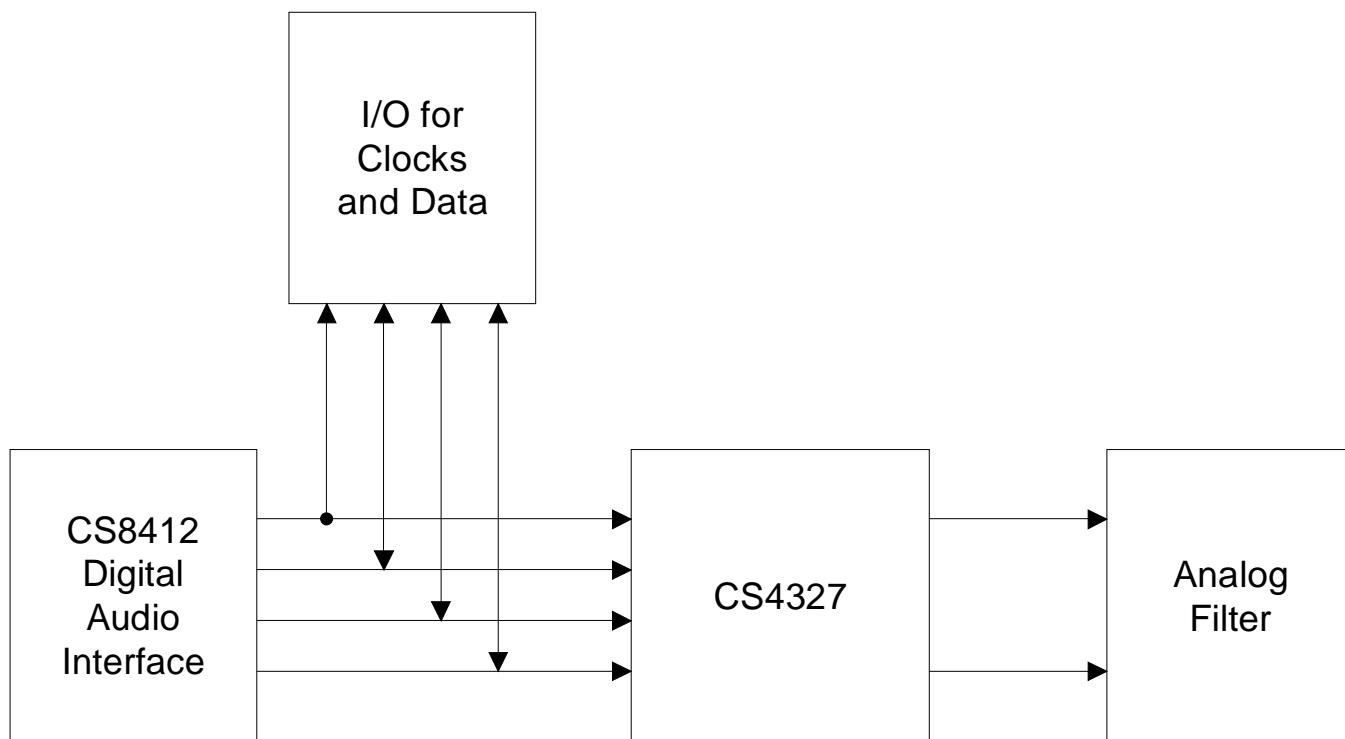 I/O for
Clocks
and Data
CS8412
Digital
Audio
Interface
CS4327
Analog
Filter